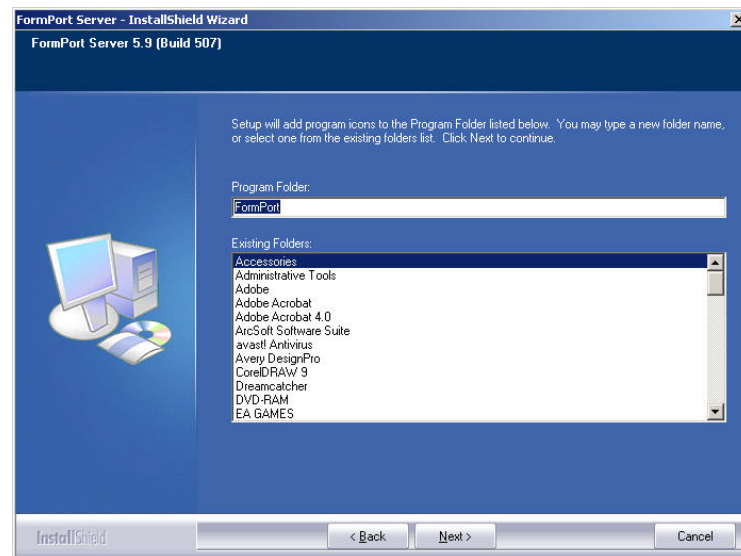 FormPort Server - InstallShield Wizard
FormPort Server 5.9 (Build 507)
Setup will add program icons to the Program Folder listed below. You may type a new folder name,
or select one from the existing folders list. Click Next to continue.
Program Folder:
FormPort
Existing Folders:
Accessories
Administrative Tools
Adobe
Adobe Acrobat
Adobe Acrobat 4.0
ArcSoft Software Suite
avast! Antivirus
Avery DesignPro
CorelDRAW 9
Dreamcatcher
DVD-RAM
EA GAMES
InstallShield
< Back
Next >
Cancel